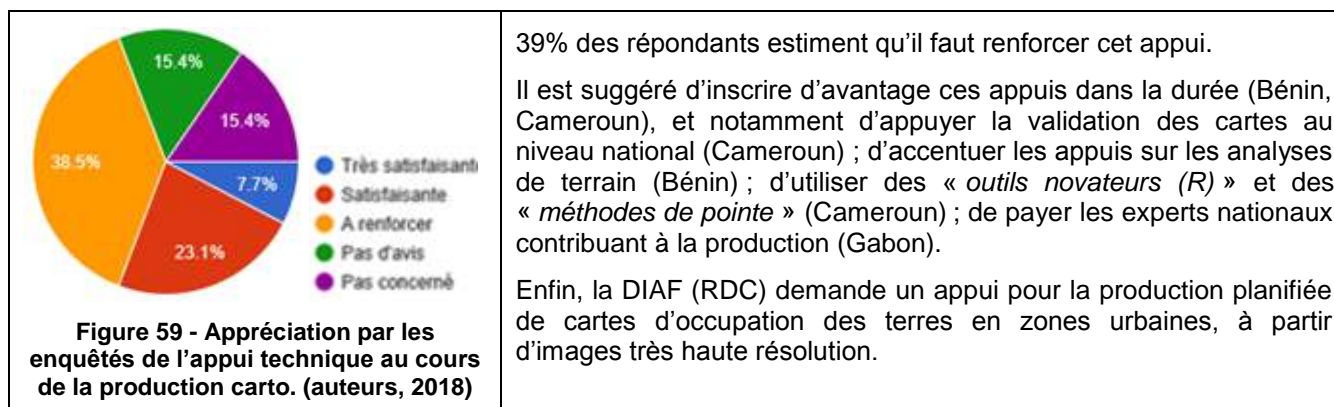 15.4%
15.4%
38.5%
7.7%
23.1%
Très satisfaisante
Satisfaisante
A renforcer
Pas d'avis
Pas concerné
Figure 59 - Appréciation par les
enquêtés de l'appui technique au cours
de la production carto. (auteurs, 2018)
39% des répondants estiment qu'il faut renforcer cet appui.
Il est suggéré d'inscrire d'avantage ces appuis dans la durée (Bénin,
Cameroun), et notamment d'appuyer la validation des cartes au
niveau national (Cameroun) ; d'accentuer les appuis sur les analyses
de terrain (Bénin) ; d'utiliser des « outils novateurs (R) » et des
« méthodes de pointe » (Cameroun) ; de payer les experts nationaux
contribuant à la production (Gabon).
Enfin, la DIAF (RDC) demande un appui pour la production planifiée
de cartes d'occupation des terres en zones urbaines, à partir
d'images très haute résolution.